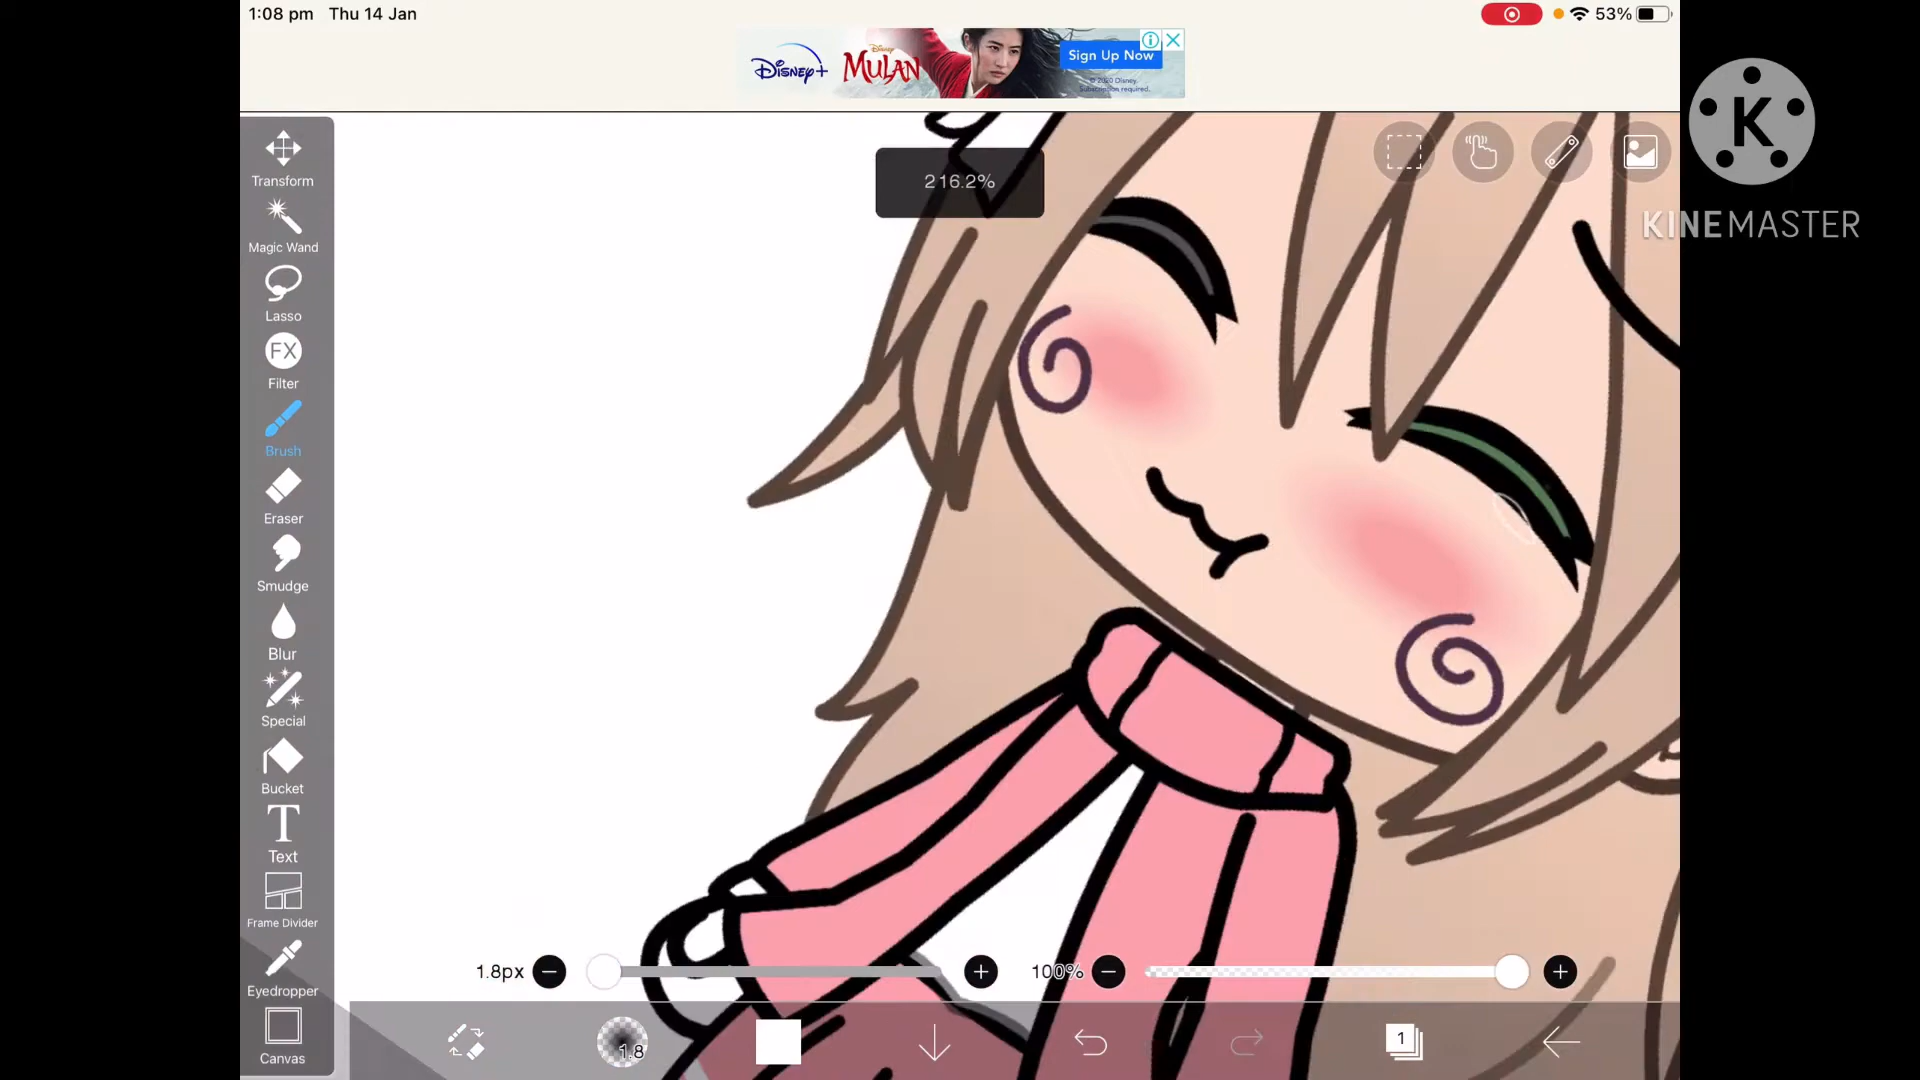 1:08 pm Thu 14 Jan
53%
Disney+
Disney
MULAN
Sign Up Now
© 2020 Disney.
Subscription required.
K
KINEMASTER
216.2%
Transform
Magic Wand
Lasso
FX
Filter
Brush
Eraser
Smudge
Blur
Special
Bucket
T
Text
Frame Divider
Eyedropper
Canvas
1.8px
100%
1.8
1